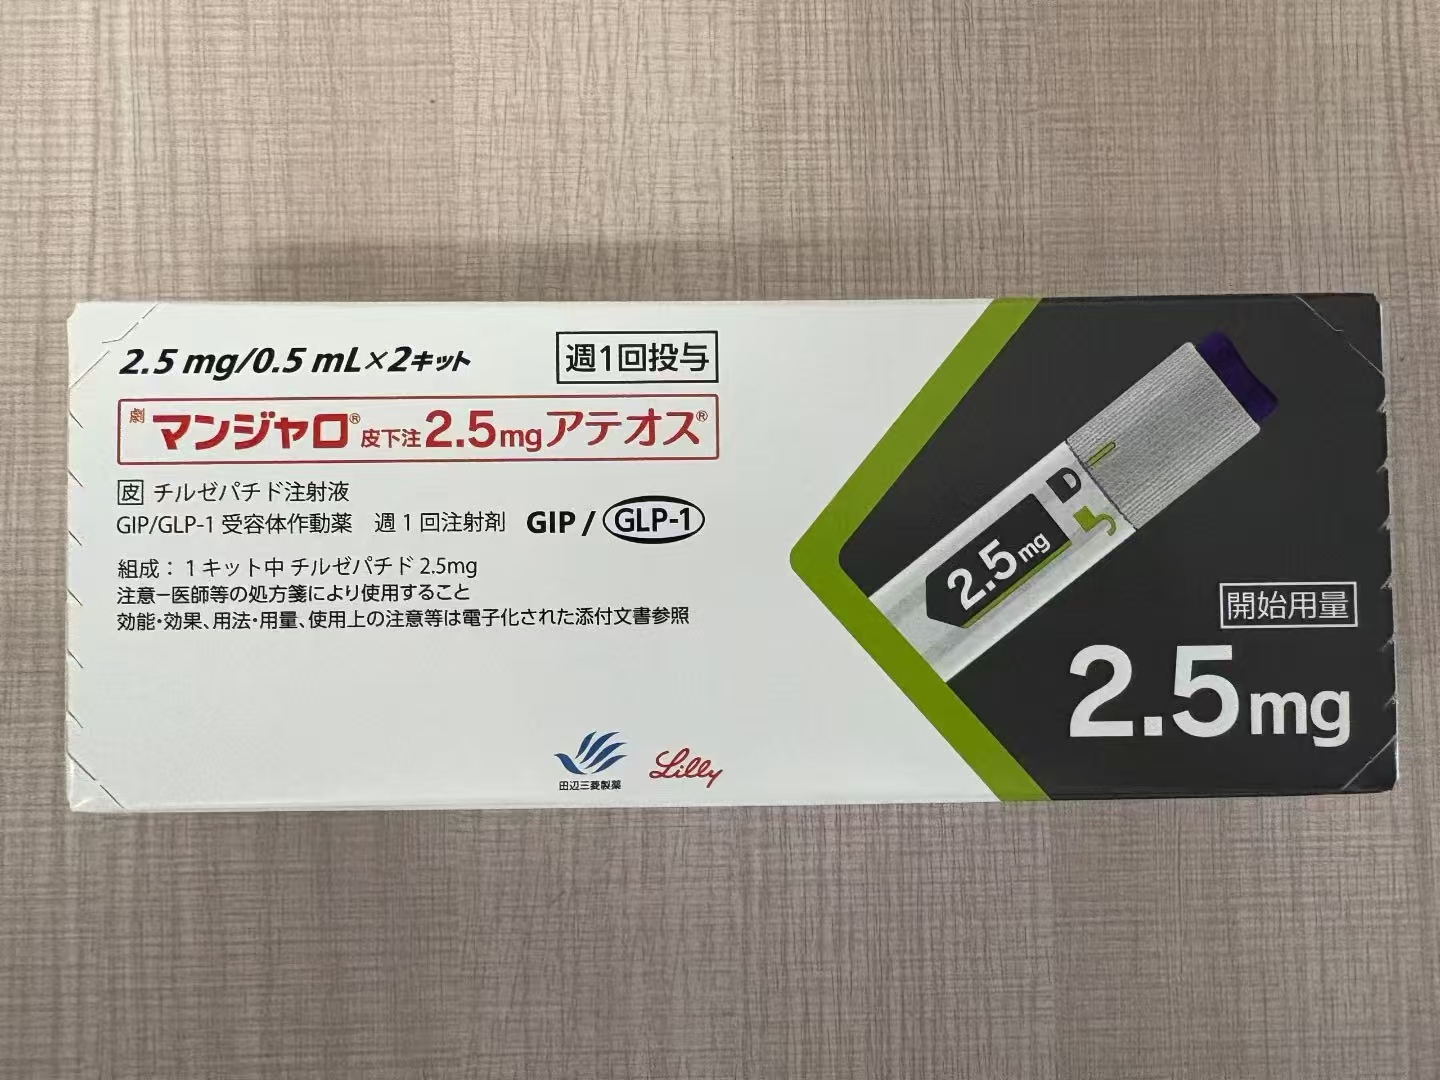 2.5 mg/0.5 mL×2キット
週1回投与
劇 マンジャロ® 皮下注2.5mgアテオス®
皮 チルゼパチド注射液
GIP/GLP-1 受容体作動薬 週1回注射剤 GIP / GLP-1
組成：1キット中 チルゼパチド 2.5mg
注意－医師等の処方箋により使用すること
効能・効果、用法・用量、使用上の注意等は電子化された添付文書参照
田辺三菱製薬
Lilly
2.5mg
開始用量
2.5mg